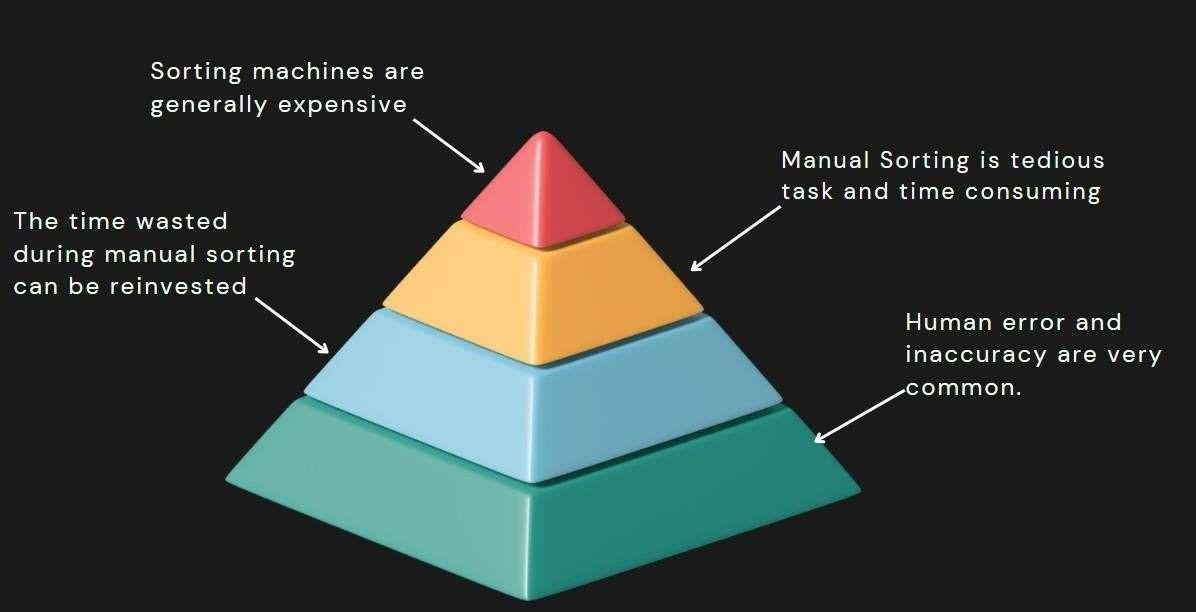 Sorting machines are
generally expensive
Manual Sorting is tedious
task and time consuming
The time wasted
during manual sorting
can be reinvested
Human error and
inaccuracy are very
common.